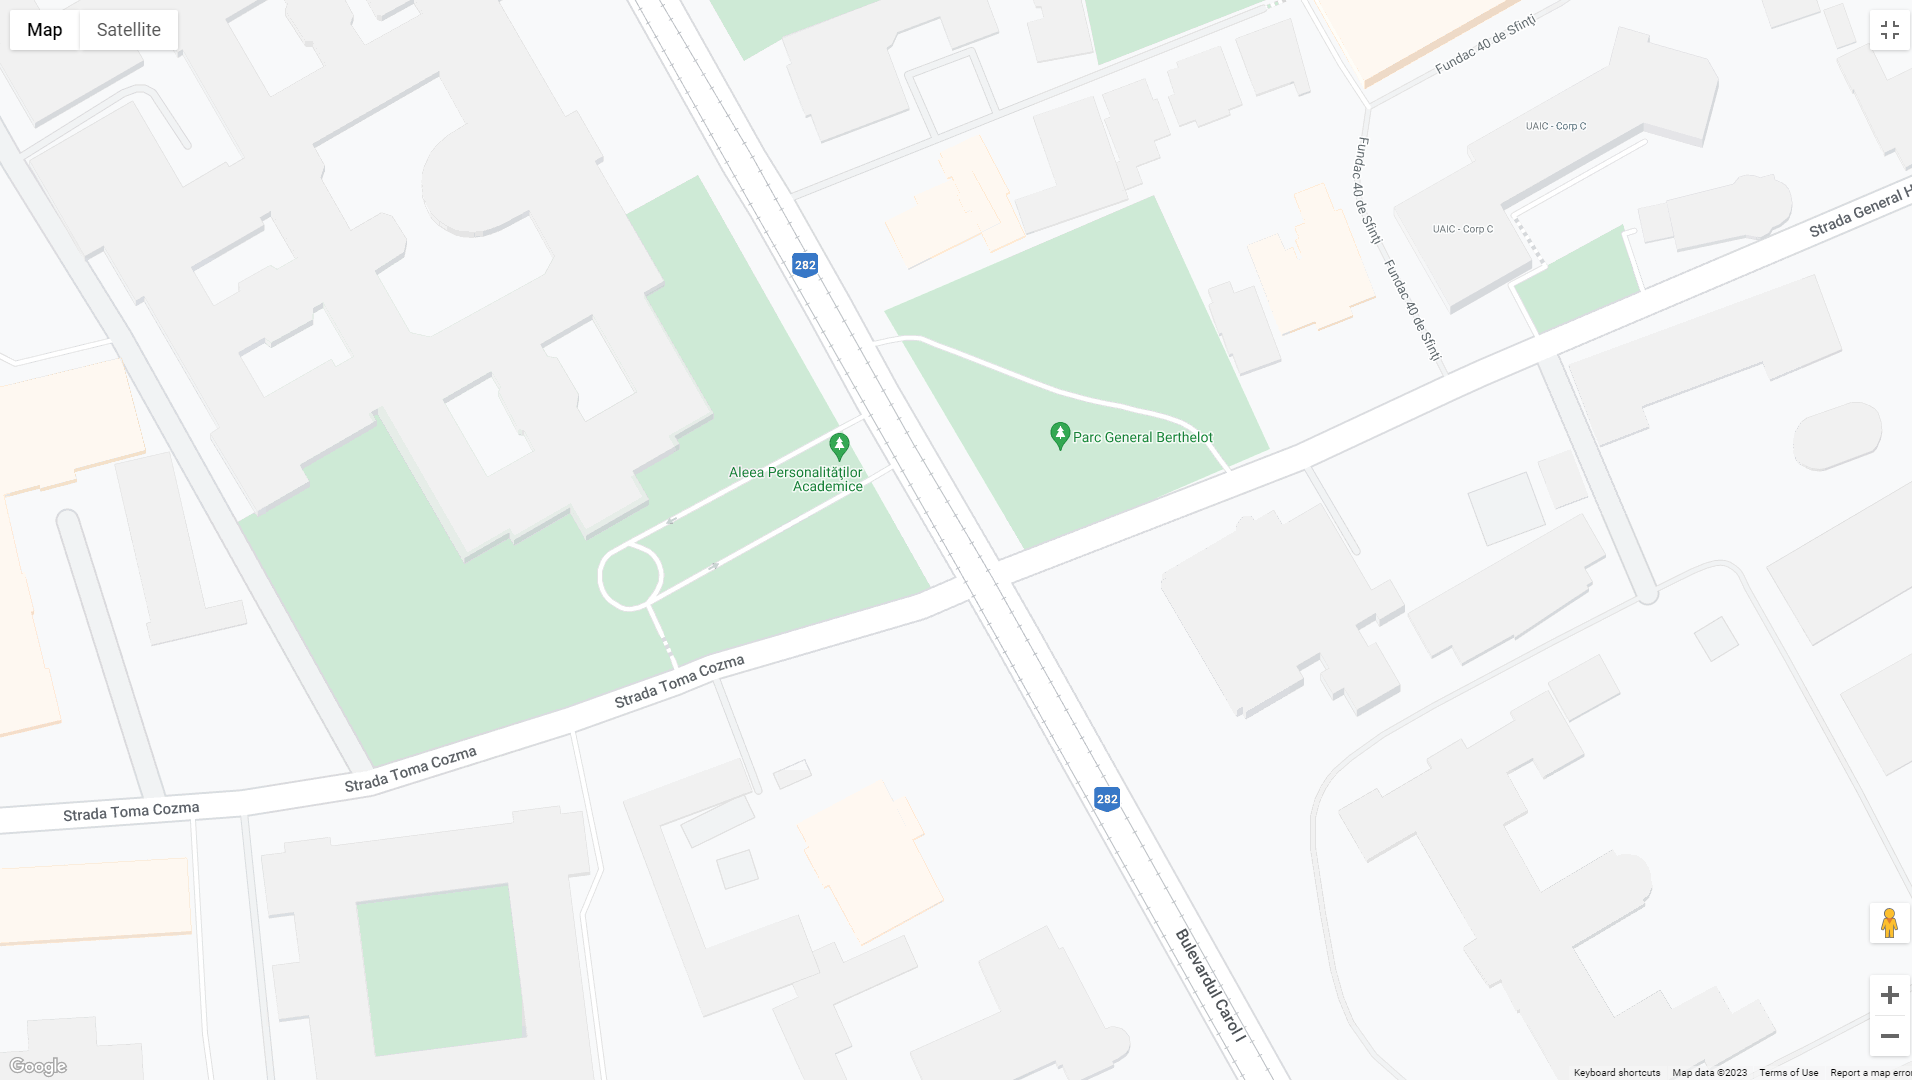 Map
Satellite
Fundac 40 de Sfinți
UAIC - Corp C
Fundac 40 de Sfinți
UAIC - Corp C
Strada General H
282
Fundac 40 de Sfinți
Parc General Berthelot
Aleea Personalităţilor
Academice
Strada Toma Cozma
Strada Toma Cozma
Strada Toma Cozma
282
Bulevardul Carol I
Google
Keyboard shortcuts
Map data ©2023
Terms of Use
Report a map error